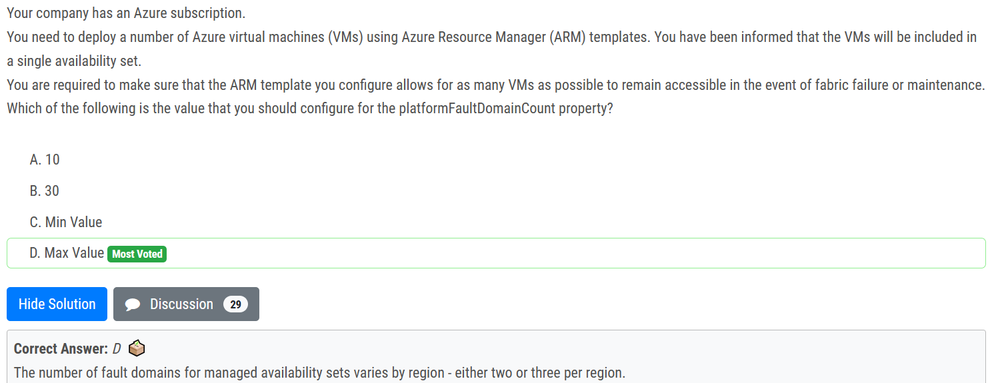 Your company has an Azure subscription.
You need to deploy a number of Azure virtual machines (VMs) using Azure Resource Manager (ARM) templates. You have been informed that the VMs will be included in
a single availability set.
You are required to make sure that the ARM template you configure allows for as many VMs as possible to remain accessible in the event of fabric failure or maintenance.
Which of the following is the value that you should configure for the platformFaultDomainCount property?
A. 10
B. 30
C. Min Value
D. Max Value Most Voted
Hide Solution Discussion 29
Correct Answer: D
The number of fault domains for managed availability sets varies by region - either two or three per region.